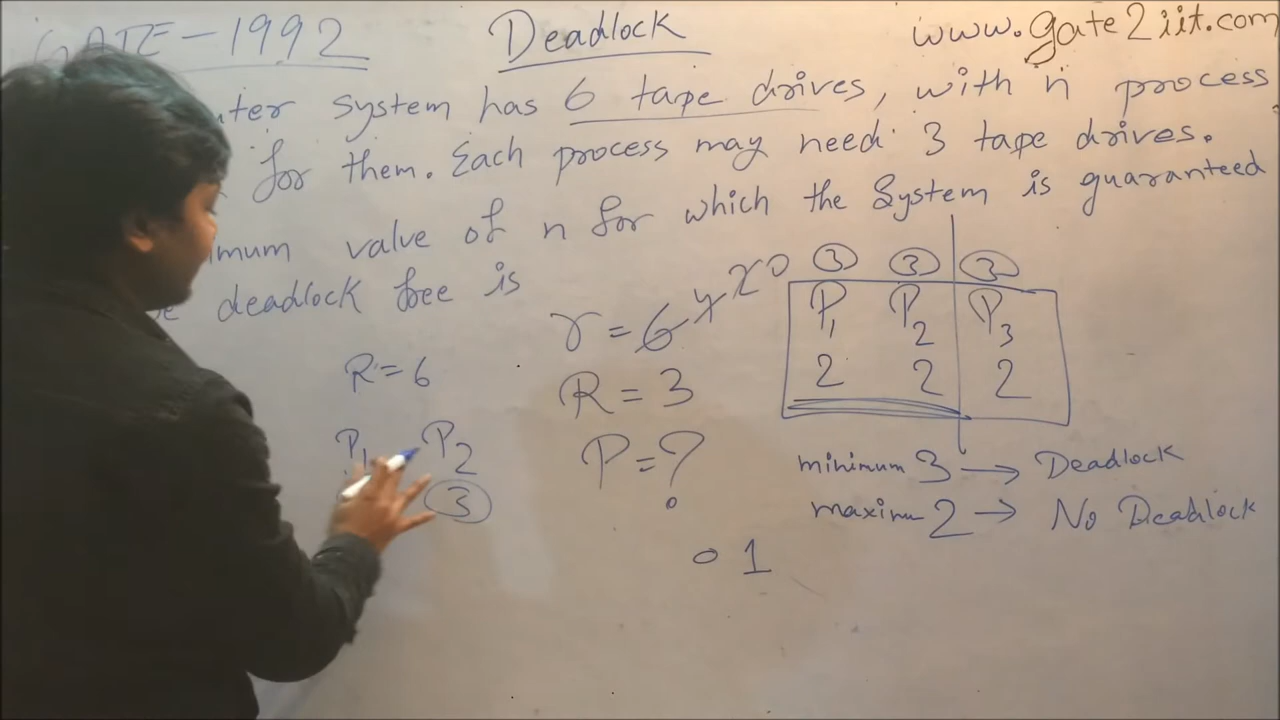 GATE-1992 Deadlock www.gate2iit.com
system has 6 tape drives, with n process
for them. Each process may need 3 tape drives.
value of n for which the System is guaranteed
deadlock free is
r = 6 4 2 0
3 3 3
P1 P2 P3
2 2 2
R = 6
R = 3
P1 P2
3
P = ?
minimum 3 → Deadlock
maximu 2 → No Deadlock
0 1